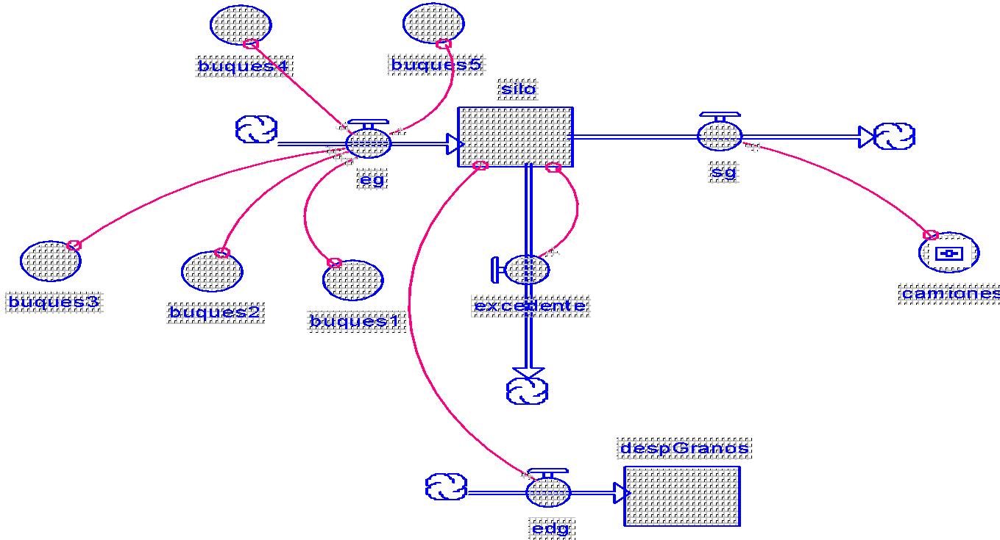 buques4
buques5
silo
eg
sg
buques3
buques2
buques1
excedente
camiones
despGranos
edg